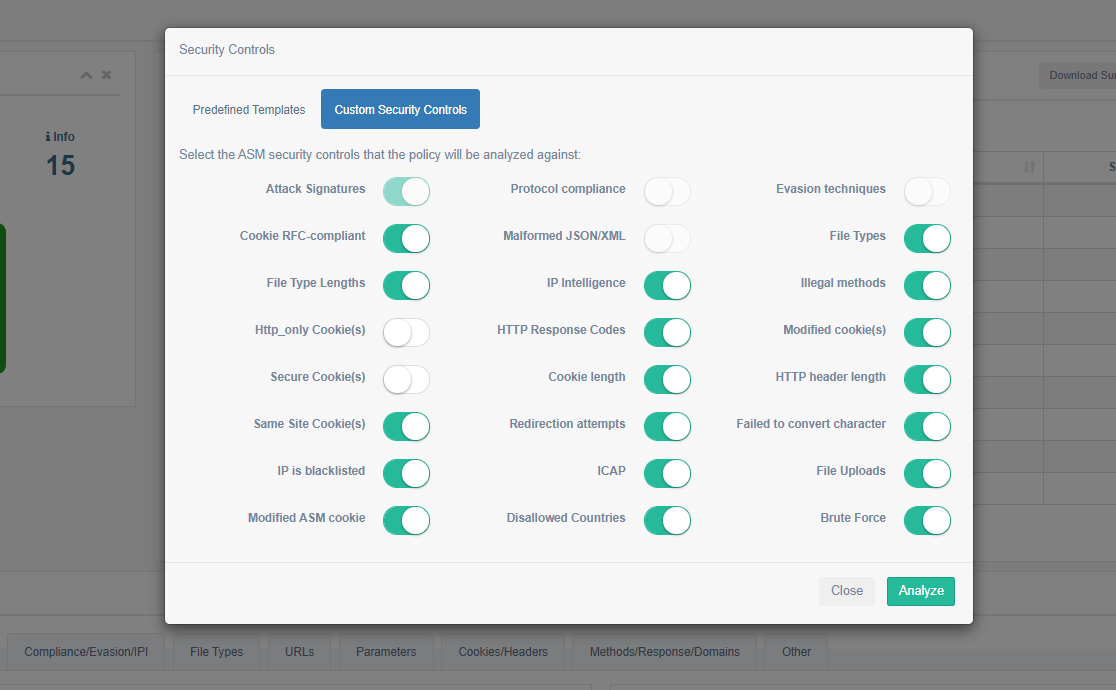 Security Controls
Download Su
Predefined Templates Custom Security Controls
Info
15
Select the ASM security controls that the policy will be analyzed against:
S
Attack Signatures Protocol compliance Evasion techniques
Cookie RFC-compliant Malformed JSON/XML File Types
File Type Lengths IP Intelligence Illegal methods
Http_only Cookie(s) HTTP Response Codes Modified cookie(s)
Secure Cookie(s) Cookie length HTTP header length
Same Site Cookie(s) Redirection attempts Failed to convert character
IP is blacklisted ICAP File Uploads
Modified ASM cookie Disallowed Countries Brute Force
Close Analyze
Compliance/Evasion/IPI File Types URLs Parameters Cookies/Headers Methods/Response/Domains Other